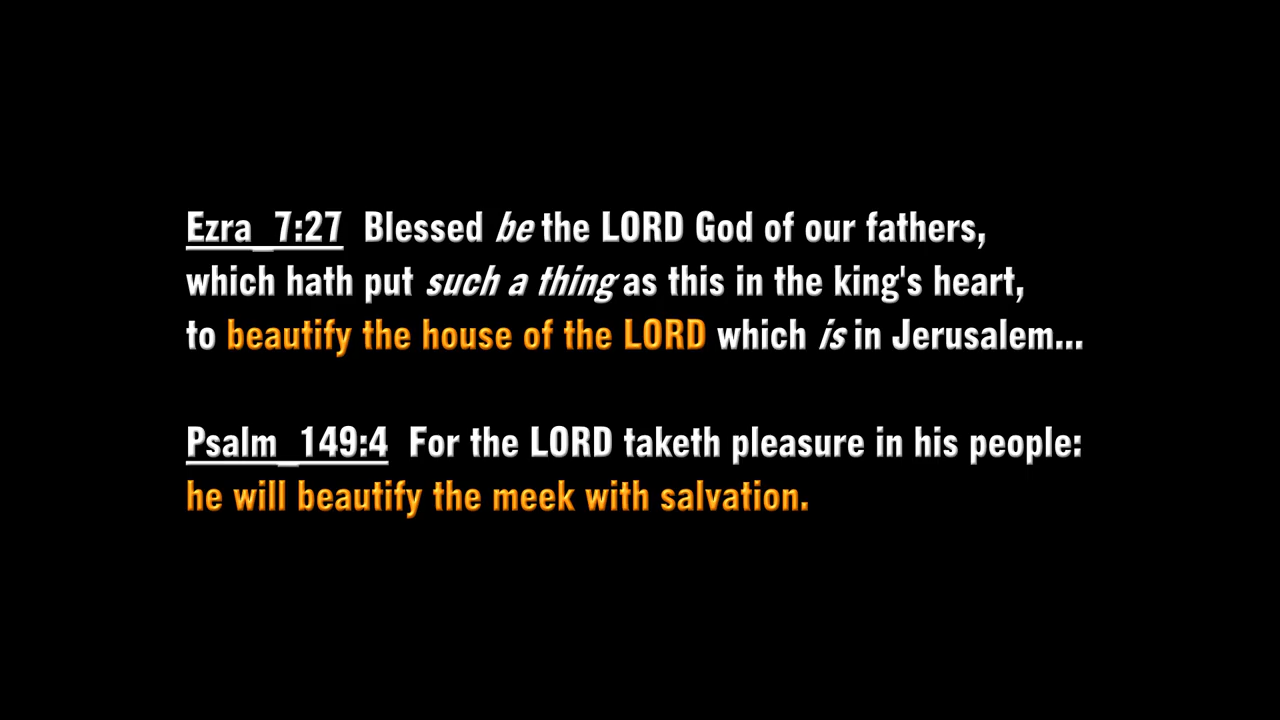 Ezra_7:27 Blessed be the LORD God of our fathers,
which hath put such a thing as this in the king's heart,
to beautify the house of the LORD which is in Jerusalem...
Psalm_149:4 For the LORD taketh pleasure in his people:
he will beautify the meek with salvation.